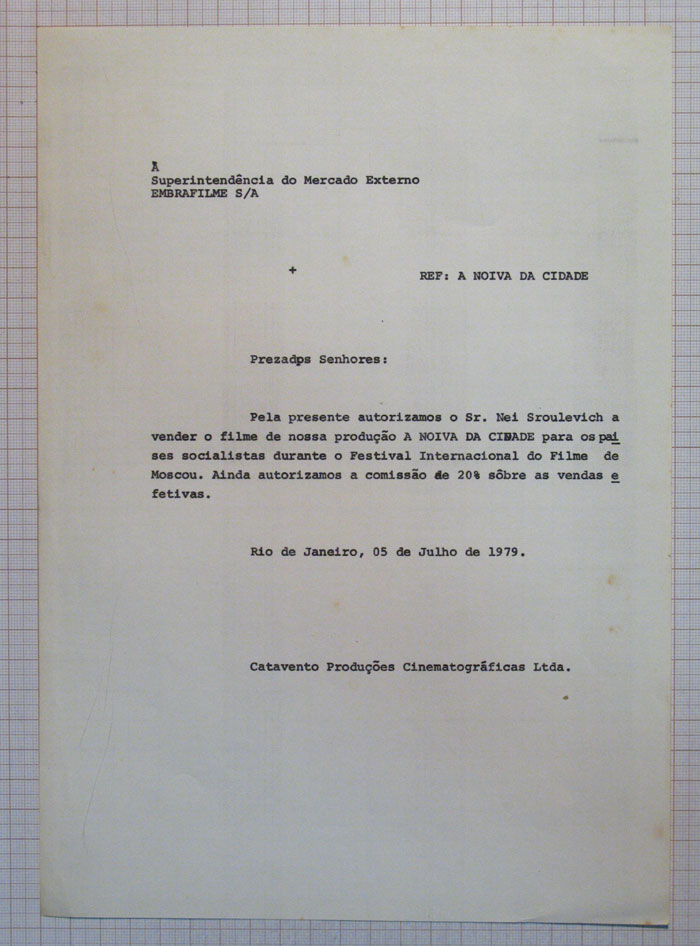 À
Superintendência do Mercado Externo
EMBRAFILME S/A
+
REF: A NOIVA DA CIDADE
Prezadps Senhores:
Pela presente autorizamos o Sr. Nei Sroulevich a
vender o filme de nossa produção A NOIVA DA CIDADE para os pai
ses socialistas durante o Festival Internacional do Filme de
Moscou. Ainda autorizamos a comissão de 20% sôbre as vendas e
fetivas.
Rio de Janeiro, 05 de Julho de 1979.
Catavento Produções Cinematográficas Ltda.